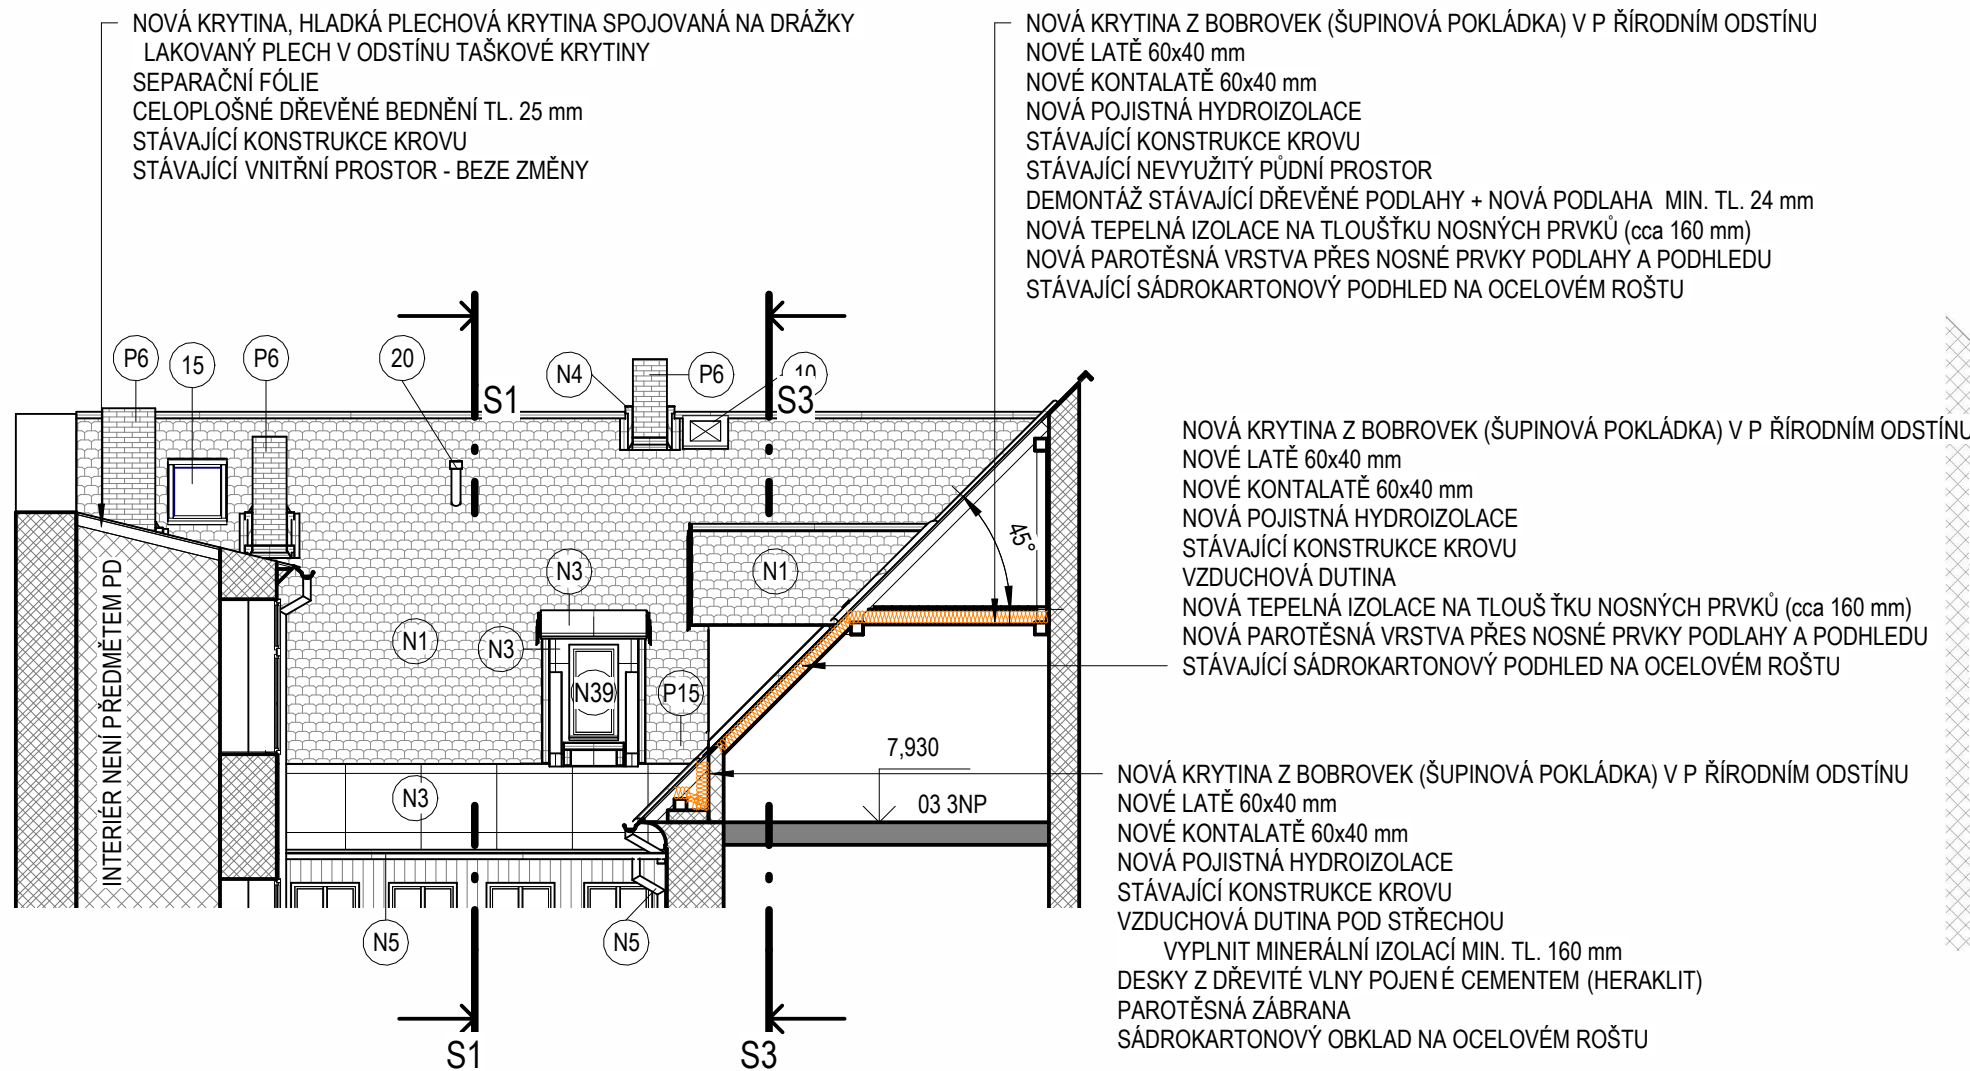 NOVÁ KRYTINA, HLADKÁ PLECHOVÁ KRYTINA SPOJOVANÁ NA DRÁŽKY
LAKOVANÝ PLECH V ODSTÍNU TAŠKOVÉ KRYTINY
SEPARAČNÍ FÓLIE
CELOPLOŠNÉ DŘEVĚNÉ BEDNĚNÍ TL. 25 mm
STÁVAJÍCÍ KONSTRUKCE KROVU
STÁVAJÍCÍ VNITŘNÍ PROSTOR - BEZE ZMĚNY
NOVÁ KRYTINA Z BOBROVEK (ŠUPINOVÁ POKLÁDKA) V P ŘÍRODNÍM ODSTÍNU
NOVÉ LATĚ 60x40 mm
NOVÉ KONTALATĚ 60x40 mm
NOVÁ POJISTNÁ HYDROIZOLACE
STÁVAJÍCÍ KONSTRUKCE KROVU
STÁVAJÍCÍ NEVYUŽITÝ PŮDNÍ PROSTOR
DEMONTÁŽ STÁVAJÍCÍ DŘEVĚNÉ PODLAHY + NOVÁ PODLAHA MIN. TL. 24 mm
NOVÁ TEPELNÁ IZOLACE NA TLOUŠŤKU NOSNÝCH PRVKŮ (cca 160 mm)
NOVÁ PAROTĚSNÁ VRSTVA PŘES NOSNÉ PRVKY PODLAHY A PODHLEDU
STÁVAJÍCÍ SÁDROKARTONOVÝ PODHLED NA OCELOVÉM ROŠTU
P6
15
P6
20
N4
P6
10
S1
S3
NOVÁ KRYTINA Z BOBROVEK (ŠUPINOVÁ POKLÁDKA) V P ŘÍRODNÍM ODSTÍNU
NOVÉ LATĚ 60x40 mm
NOVÉ KONTALATĚ 60x40 mm
NOVÁ POJISTNÁ HYDROIZOLACE
STÁVAJÍCÍ KONSTRUKCE KROVU
VZDUCHOVÁ DUTINA
NOVÁ TEPELNÁ IZOLACE NA TLOUŠ ŤKU NOSNÝCH PRVKŮ (cca 160 mm)
NOVÁ PAROTĚSNÁ VRSTVA PŘES NOSNÉ PRVKY PODLAHY A PODHLEDU
STÁVAJÍCÍ SÁDROKARTONOVÝ PODHLED NA OCELOVÉM ROŠTU
45°
N3
N1
N1
N3
N39
P15
INTERIÉR NENÍ PŘEDMĚTEM PD
7,930
03 3NP
N3
NOVÁ KRYTINA Z BOBROVEK (ŠUPINOVÁ POKLÁDKA) V P ŘÍRODNÍM ODSTÍNU
NOVÉ LATĚ 60x40 mm
NOVÉ KONTALATĚ 60x40 mm
NOVÁ POJISTNÁ HYDROIZOLACE
STÁVAJÍCÍ KONSTRUKCE KROVU
VZDUCHOVÁ DUTINA POD STŘECHOU
VYPLNIT MINERÁLNÍ IZOLACÍ MIN. TL. 160 mm
DESKY Z DŘEVITÉ VLNY POJENÉ CEMENTEM (HERAKLIT)
PAROTĚSNÁ ZÁBRANA
SÁDROKARTONOVÝ OBKLAD NA OCELOVÉM ROŠTU
N5
N5
S1
S3